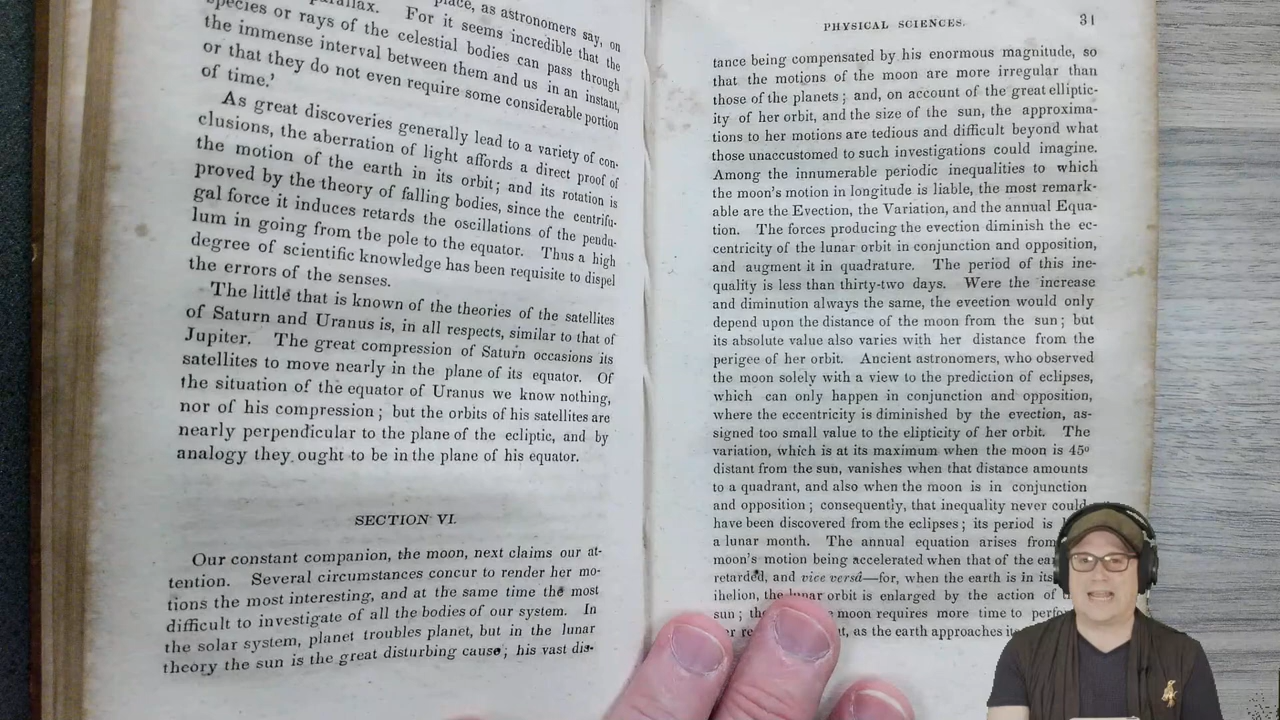 place, as astronomers say, on
parallax. For it seems incredible that the
species or rays of the celestial bodies can pass through
the immense interval between them and us in an instant,
or that they do not even require some considerable portion
of time.'
As great discoveries generally lead to a variety of con-
clusions, the aberration of light affords a direct proof of
the motion of the earth in its orbit; and its rotation is
proved by the theory of falling bodies, since the centrifu-
gal force it induces retards the oscillations of the pendu-
lum in going from the pole to the equator. Thus a high
degree of scientific knowledge has been requisite to dispel
the errors of the senses.
The little that is known of the theories of the satellites
of Saturn and Uranus is, in all respects, similar to that of
Jupiter. The great compression of Saturn occasions its
satellites to move nearly in the plane of its equator. Of
the situation of the equator of Uranus we know nothing,
nor of his compression; but the orbits of his satellites are
nearly perpendicular to the plane of the ecliptic, and by
analogy they ought to be in the plane of his equator.
SECTION VI.
Our constant companion, the moon, next claims our at-
tention. Several circumstances concur to render her mo-
tions the most interesting, and at the same time the most
difficult to investigate of all the bodies of our system. In
the solar system, planet troubles planet, but in the lunar
theory the sun is the great disturbing cause; his vast dis-
PHYSICAL SCIENCES. 31
tance being compensated by his enormous magnitude, so
that the motions of the moon are more irregular than
those of the planets; and, on account of the great elliptic-
ity of her orbit, and the size of the sun, the approxima-
tions to her motions are tedious and difficult beyond what
those unaccustomed to such investigations could imagine.
Among the innumerable periodic inequalities to which
the moon's motion in longitude is liable, the most remark-
able are the Evection, the Variation, and the annual Equa-
tion. The forces producing the evection diminish the ec-
centricity of the lunar orbit in conjunction and opposition,
and augment it in quadrature. The period of this ine-
quality is less than thirty-two days. Were the increase
and diminution always the same, the evection would only
depend upon the distance of the moon from the sun; but
its absolute value also varies with her distance from the
perigee of her orbit. Ancient astronomers, who observed
the moon solely with a view to the prediction of eclipses,
which can only happen in conjunction and opposition,
where the eccentricity is diminished by the evection, as-
signed too small value to the elipticity of her orbit. The
variation, which is at its maximum when the moon is 45°
distant from the sun, vanishes when that distance amounts
to a quadrant, and also when the moon is in conjunction
and opposition; consequently, that inequality never could
have been discovered from the eclipses; its period is
a lunar month. The annual equation arises from
moon's motion being accelerated when that of the
retarded, and vice versâ—for, when the earth is in its
ihelion, the lunar orbit is enlarged by the action of
sun; moon requires more time to
as the earth approaches